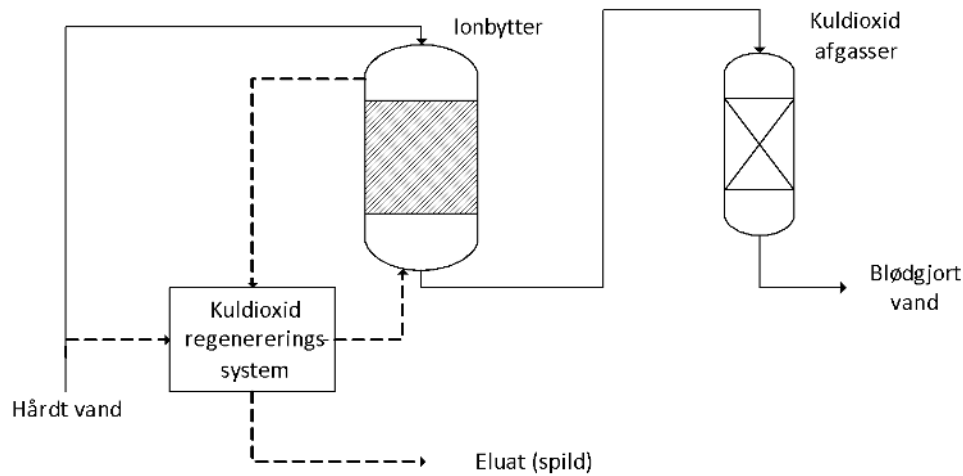 Ionbytter
Kuldioxid
afgasser
Blødgjort
vand
Kuldioxid
regenererings-
system
Hårdt vand
Eluat (spild)